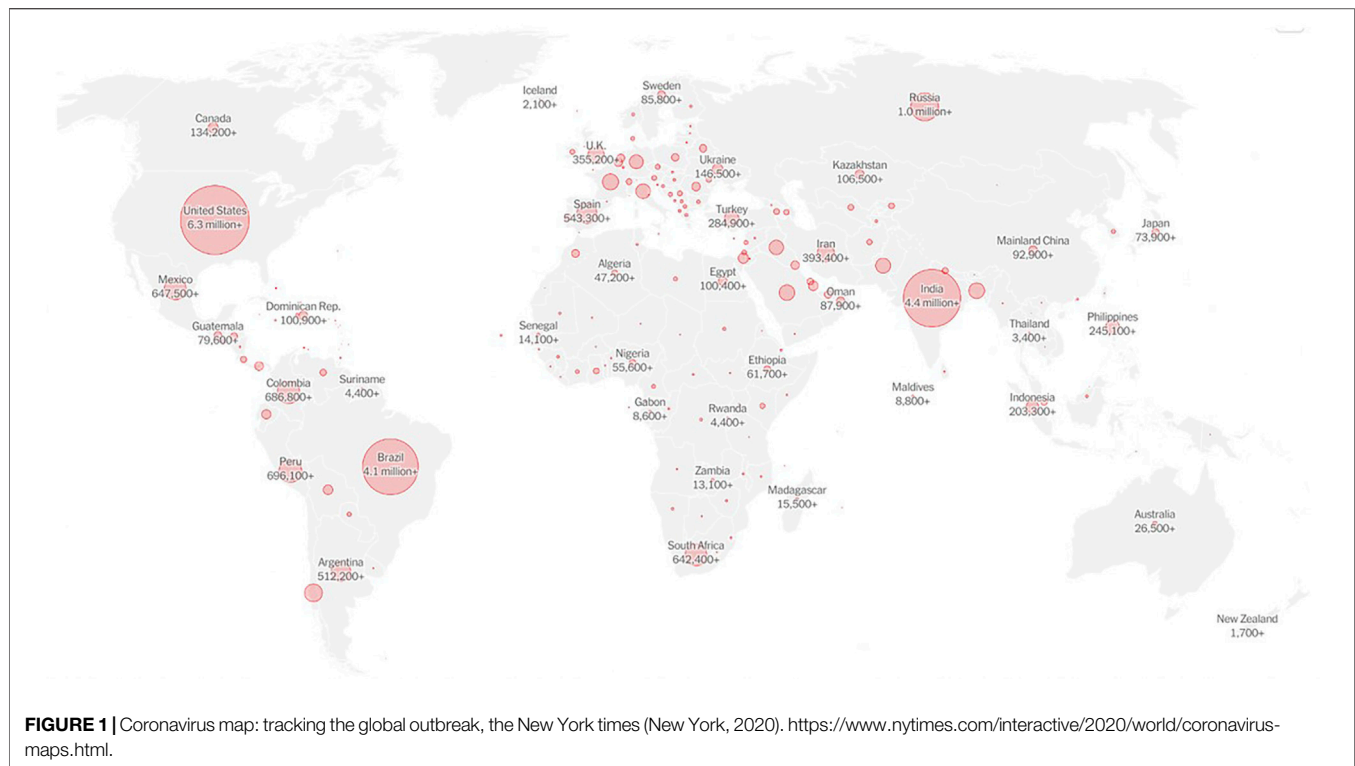 Iceland
2,100+
Sweden
85,800+
Russia
1.0 million+
Canada
134,200+
U.K.
355,200+
Ukraine
146,500+
Kazakhstan
106,500+
United States
6.3 million+
Spain
543,300+
Turkey
284,900+
Iran
393,400+
Mainland China
92,900+
Japan
73,900+
Mexico
647,500+
Algeria
47,200+
Egypt
100,400+
Oman
87,900+
India
4.4 million+
Dominican Rep.
100,900+
Guatemala
79,600+
Senegal
14,100+
Nigeria
55,600+
Ethiopia
61,700+
Thailand
3,400+
Philippines
245,100+
Colombia
686,800+
Suriname
4,400+
Gabon
8,600+
Rwanda
4,400+
Maldives
8,800+
Indonesia
203,300+
Peru
696,100+
Brazil
4.1 million+
Zambia
13,100+
Madagascar
15,500+
Australia
26,500+
Argentina
512,200+
South Africa
642,400+
New Zealand
1,700+
FIGURE 1 | Coronavirus map: tracking the global outbreak, the New York times (New York, 2020). https://www.nytimes.com/interactive/2020/world/coronavirus-
maps.html.